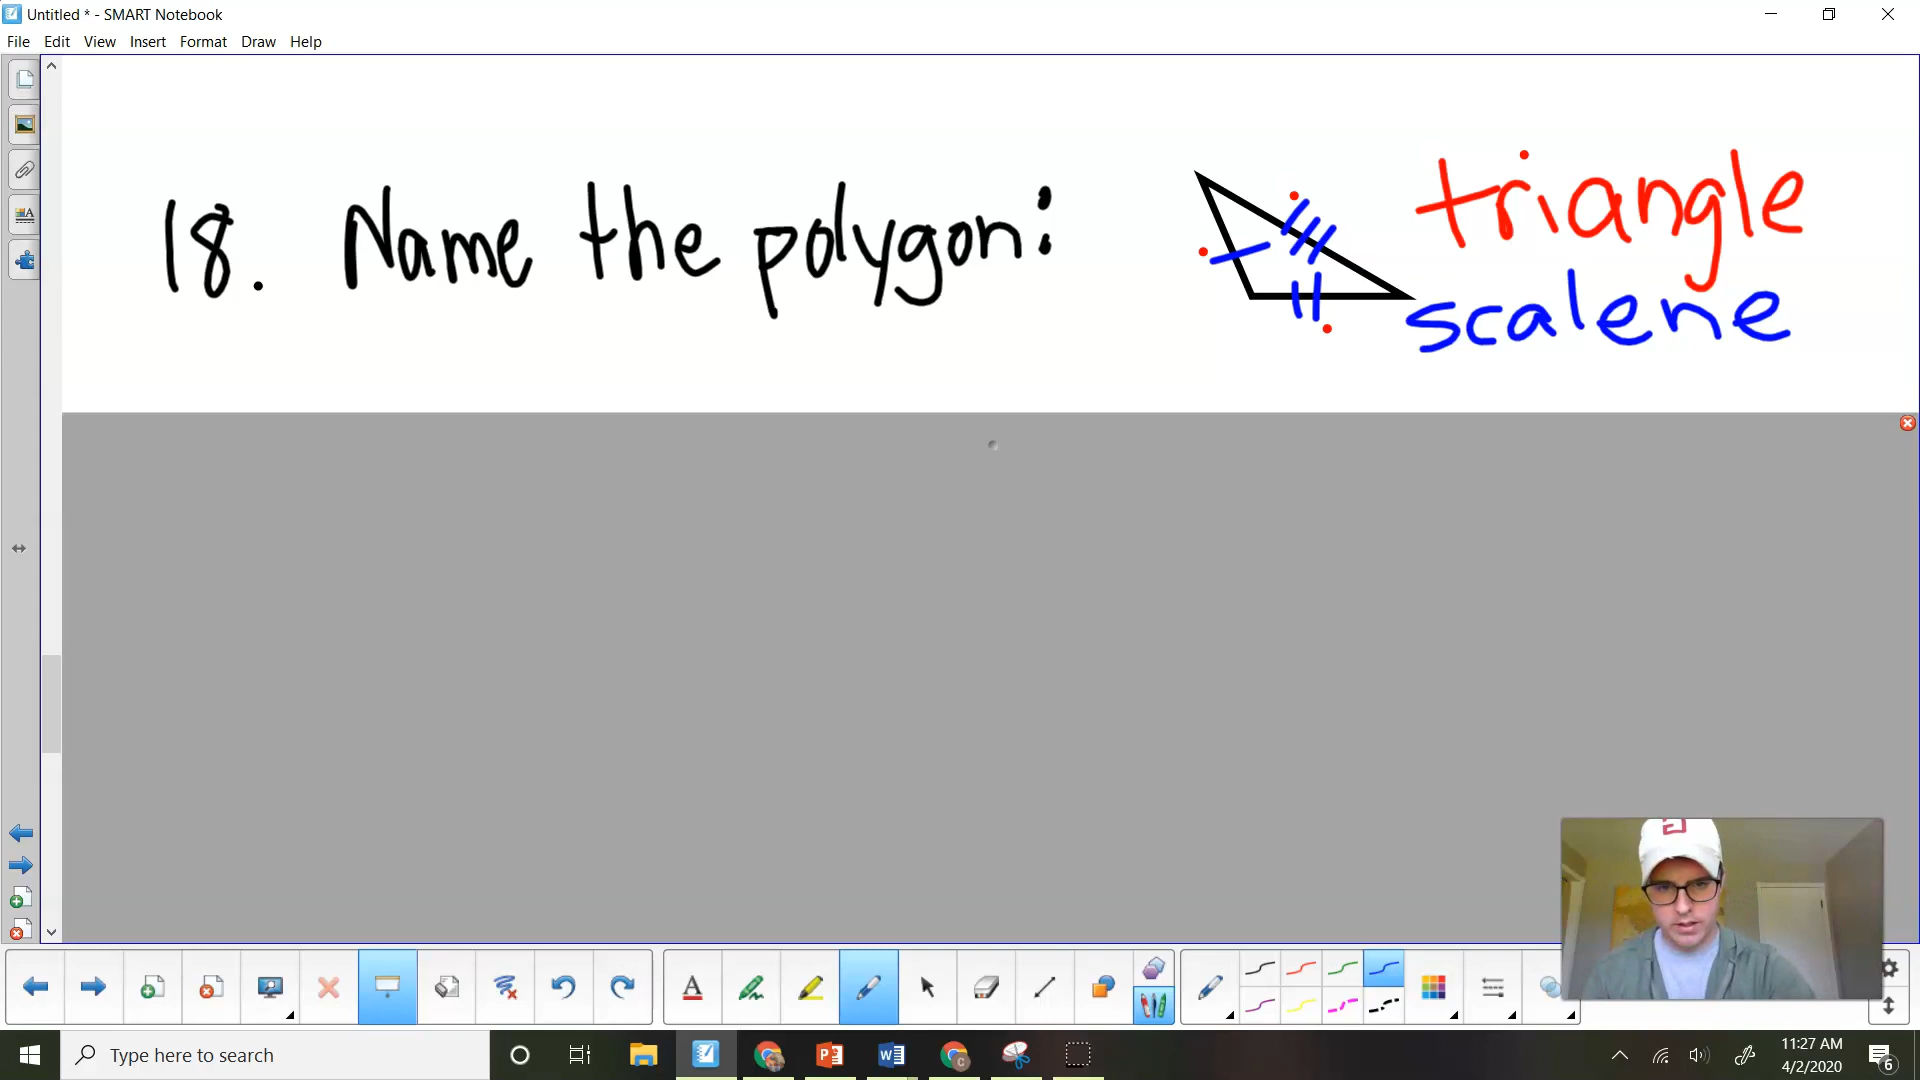 Untitled * - SMART Notebook
File Edit View Insert Format Draw Help
18. Name the polygon:
triangle
scalene
Type here to search
11:27 AM
4/2/2020
6